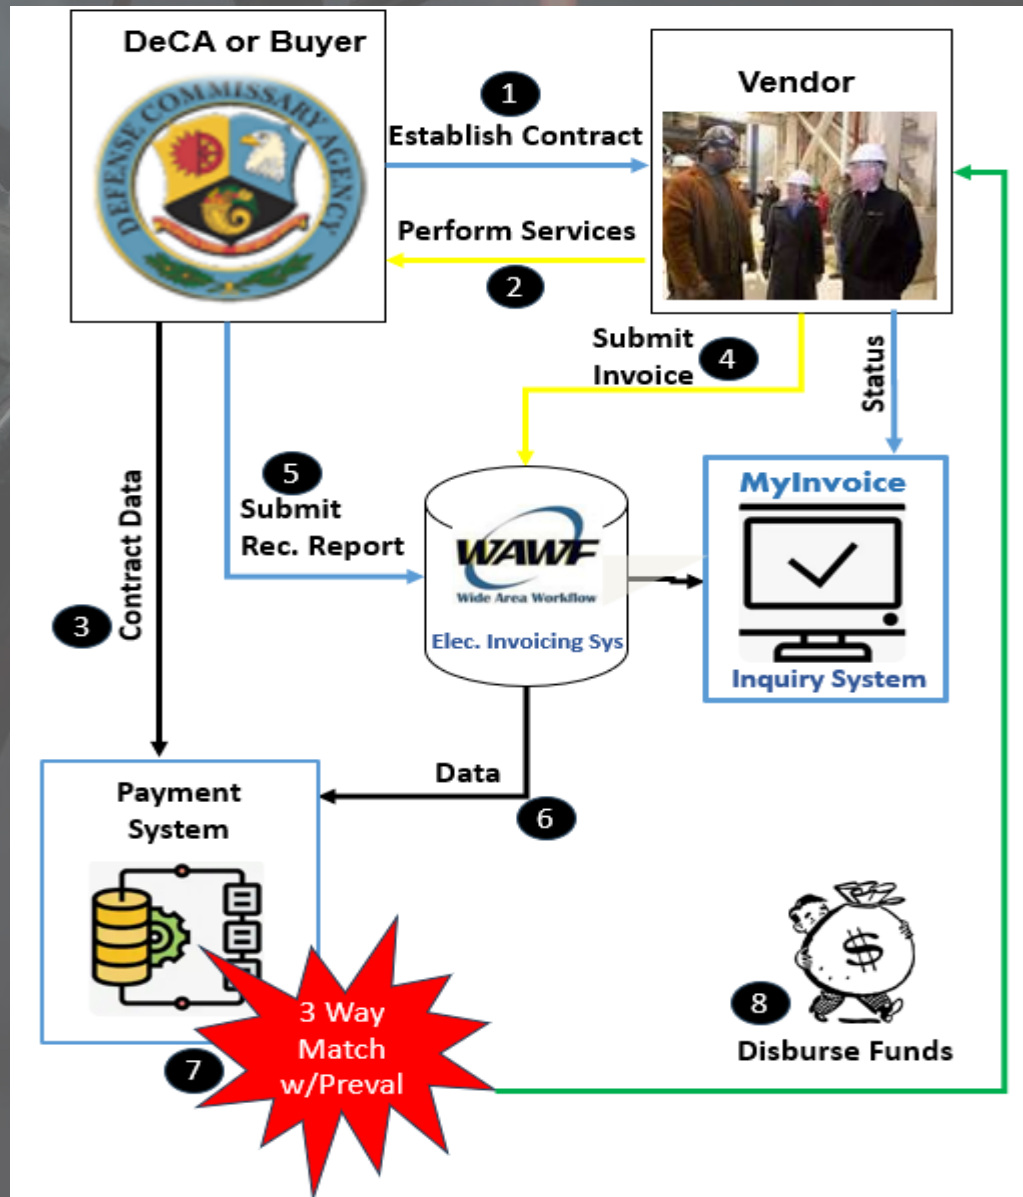 DeCA or Buyer
DEFENSE COMMISSARY AGENCY
1
Establish Contract
Vendor
Perform Services
2
Submit
Invoice
4
Status
Contract Data
3
5
Submit
Rec. Report
WAWF
Wide Area Workflow
Elec. Invoicing Sys
MyInvoice
Inquiry System
Data
6
Payment
System
3 Way
Match
w/Preval
7
$
8
Disburse Funds